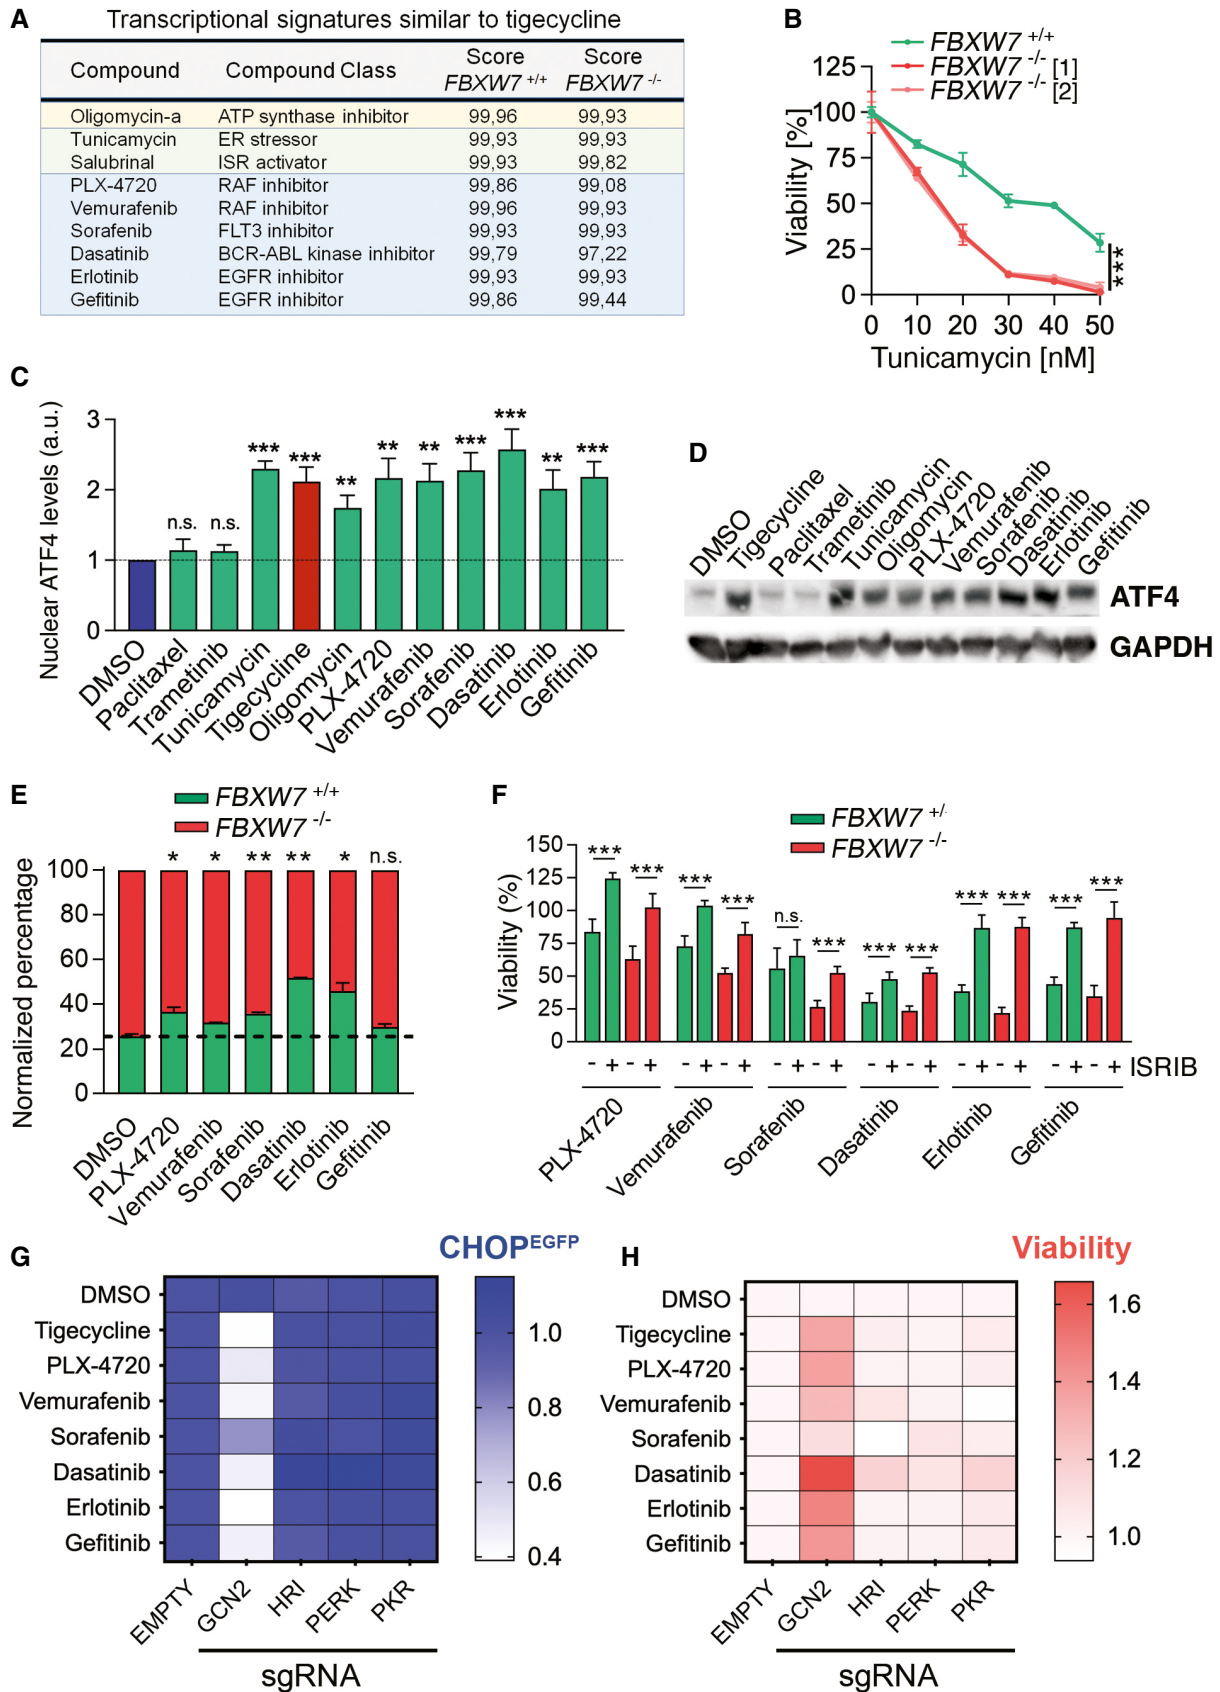 A
Transcriptional signatures similar to tigecycline
Compound Compound Class Score FBXW7 +/+ Score FBXW7 -/-
Oligomycin-a ATP synthase inhibitor 99,96 99,93
Tunicamycin ER stressor 99,93 99,93
Salubrinal ISR activator 99,93 99,82
PLX-4720 RAF inhibitor 99,86 99,08
Vemurafenib RAF inhibitor 99,96 99,93
Sorafenib FLT3 inhibitor 99,93 99,93
Dasatinib BCR-ABL kinase inhibitor 99,79 97,22
Erlotinib EGFR inhibitor 99,93 99,93
Gefitinib EGFR inhibitor 99,86 99,44
B
FBXW7 +/+
FBXW7 -/- [1]
FBXW7 -/- [2]
Viability [%]
125
100
75
50
25
0
***
0 10 20 30 40 50
Tunicamycin [nM]
C
Nuclear ATF4 levels (a.u.)
3
2
1
0
n.s. n.s. *** *** ** ** ** *** *** ** ***
DMSO
Paclitaxel
Trametinib
Tunicamycin
Tigecycline
Oligomycin
PLX-4720
Vemurafenib
Sorafenib
Dasatinib
Erlotinib
Gefitinib
D
DMSO
Tigecycline
Paclitaxel
Trametinib
Tunicamycin
Oligomycin
PLX-4720
Vemurafenib
Sorafenib
Dasatinib
Erlotinib
Gefitinib
ATF4
GAPDH
E
FBXW7 +/+
FBXW7 -/-
Normalized percentage
100
80
60
40
20
0
* * ** ** * n.s.
DMSO
PLX-4720
Vemurafenib
Sorafenib
Dasatinib
Erlotinib
Gefitinib
F
FBXW7 +/
FBXW7 -/-
Viability (%)
150
125
100
75
50
25
0
*** *** *** *** n.s. *** *** *** *** *** *** ***
- + - + - + - + - + - + - + - + - + - + - + - + ISRIB
PLX-4720
Vemurafenib
Sorafenib
Dasatinib
Erlotinib
Gefitinib
G
CHOP EGFP
DMSO
Tigecycline
PLX-4720
Vemurafenib
Sorafenib
Dasatinib
Erlotinib
Gefitinib
1.0
0.8
0.6
0.4
EMPTY
GCN2
HRI
PERK
PKR
sgRNA
H
Viability
DMSO
Tigecycline
PLX-4720
Vemurafenib
Sorafenib
Dasatinib
Erlotinib
Gefitinib
1.6
1.4
1.2
1.0
EMPTY
GCN2
HRI
PERK
PKR
sgRNA